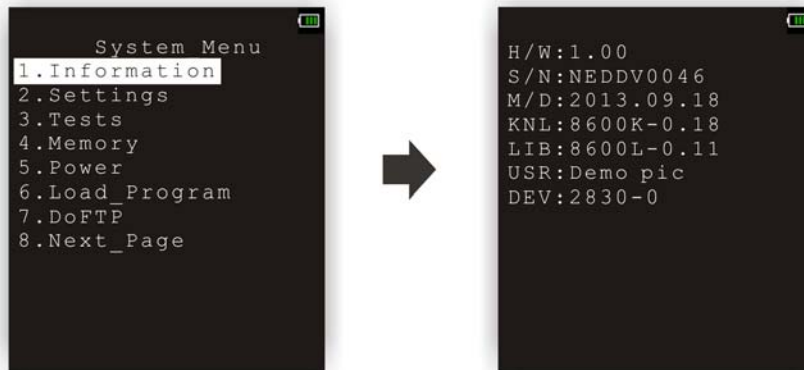 System Menu
1.Information
2.Settings
3.Tests
4.Memory
5.Power
6.Load_Program
7.DoFTP
8.Next_Page
H/W:1.00
S/N:NEDDV0046
M/D:2013.09.18
KNL:8600K-0.18
LIB:8600L-0.11
USR:Demo pic
DEV:2830-0